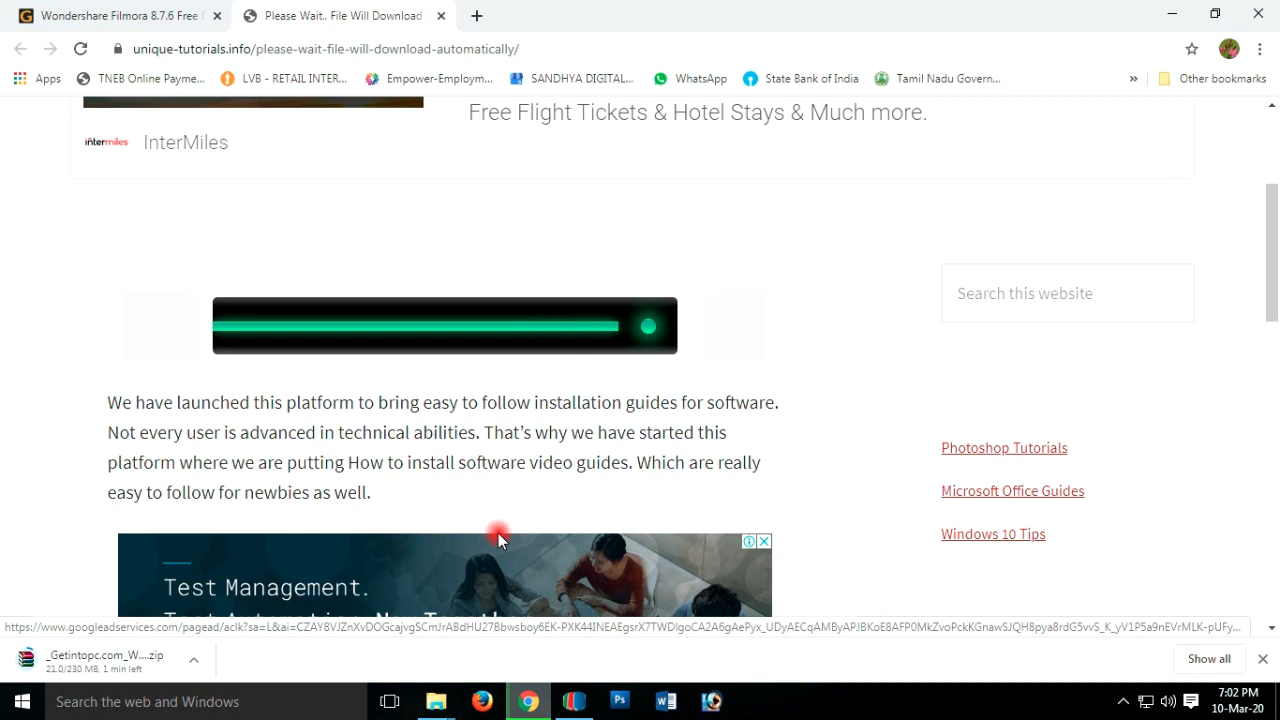 Wondershare Filmora 8.7.6 Free
Please Wait.. File Will Download
unique-tutorials.info/please-wait-file-will-download-automatically/
Apps
TNEB Online Payme...
LVB - RETAIL INTER...
Empower-Employm...
SANDHYA DIGITAL...
WhatsApp
State Bank of India
Tamil Nadu Govern...
»
Other bookmarks
Free Flight Tickets & Hotel Stays & Much more.
intermiles
InterMiles
Search this website
We have launched this platform to bring easy to follow installation guides for software.
Not every user is advanced in technical abilities. That's why we have started this
platform where we are putting How to install software video guides. Which are really
easy to follow for newbies as well.
Photoshop Tutorials
Microsoft Office Guides
Windows 10 Tips
Test Management.
_Getintopc.com_W....zip
21.0/230 MB, 1 min left
Show all
Search the web and Windows
7:02 PM
10-Mar-20